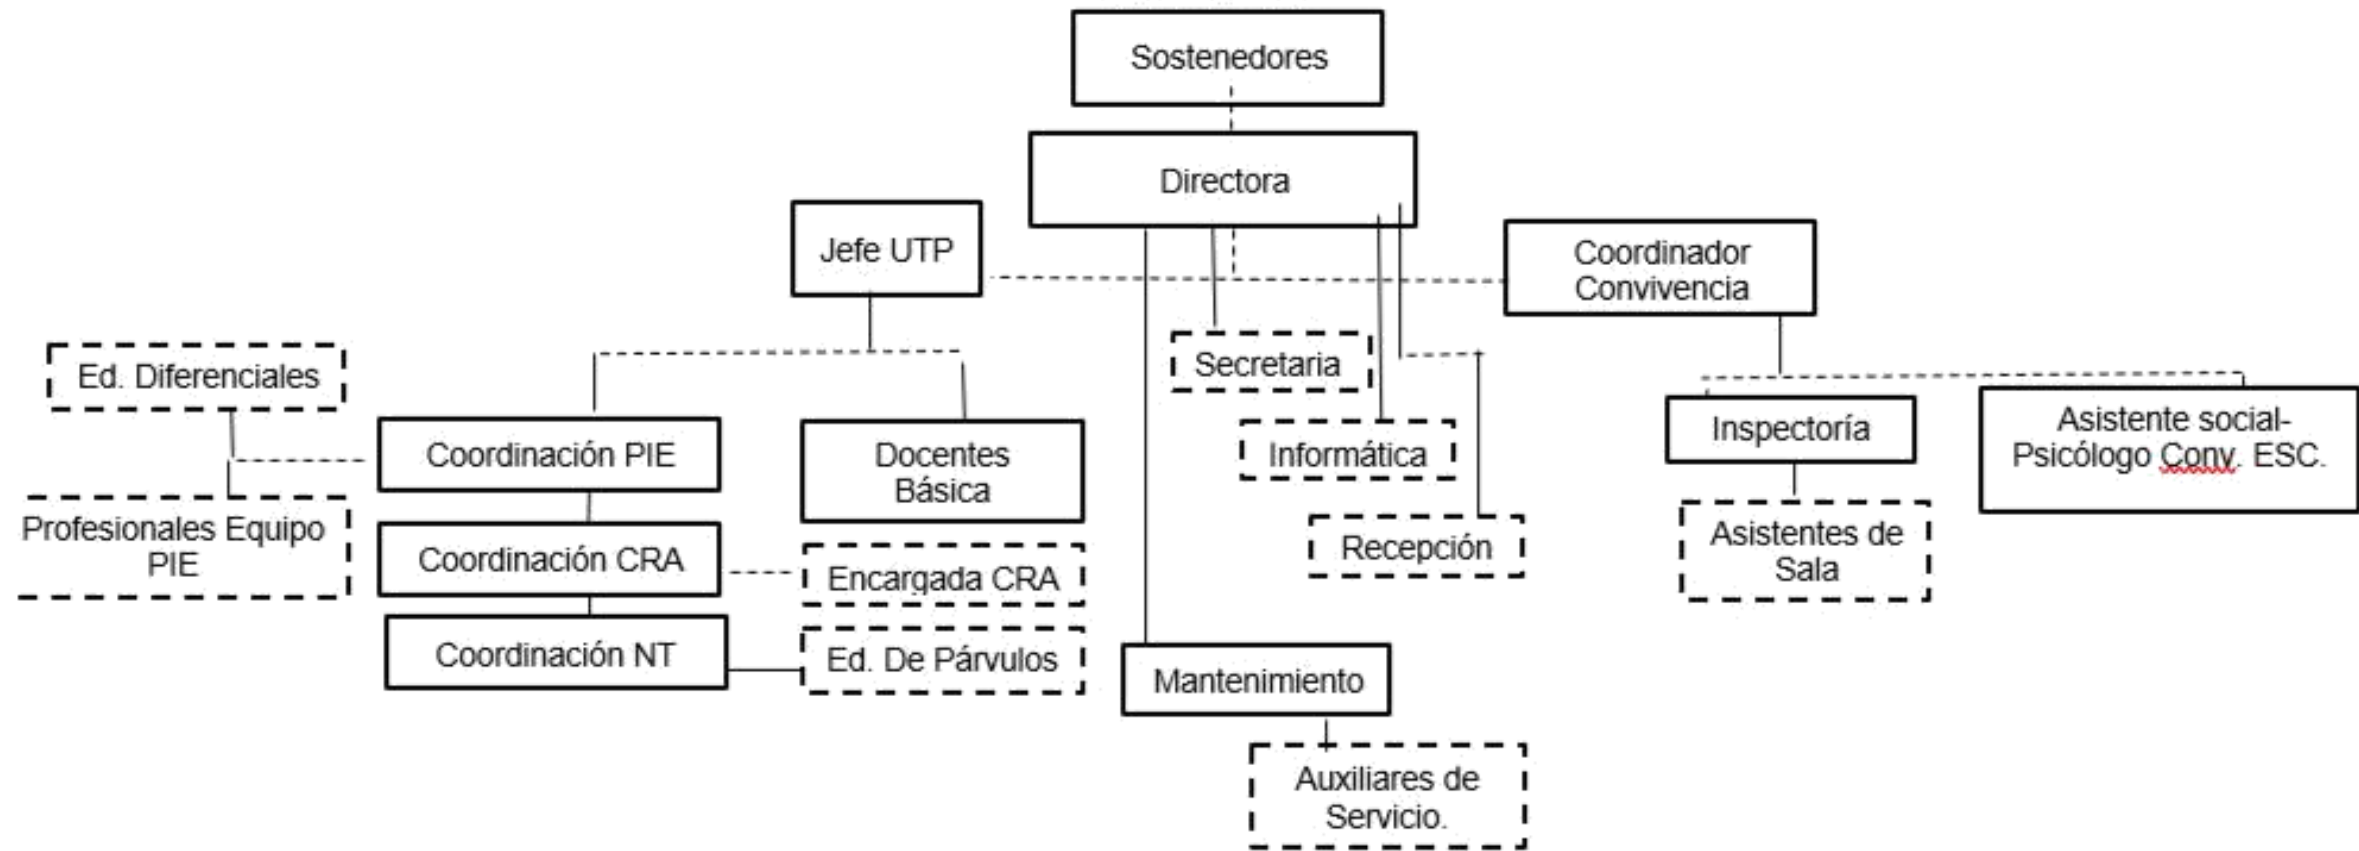 Sostenedores
Directora
Jefe UTP
Coordinador
Convivencia
Secretaria
Ed. Diferenciales
Informática
Inspectoría
Asistente social-
Psicólogo Conv. ESC.
Coordinación PIE
Docentes
Básica
Profesionales Equipo
PIE
Recepción
Asistentes de
Sala
Coordinación CRA
Encargada CRA
Coordinación NT
Ed. De Párvulos
Mantenimiento
Auxiliares de
Servicio.